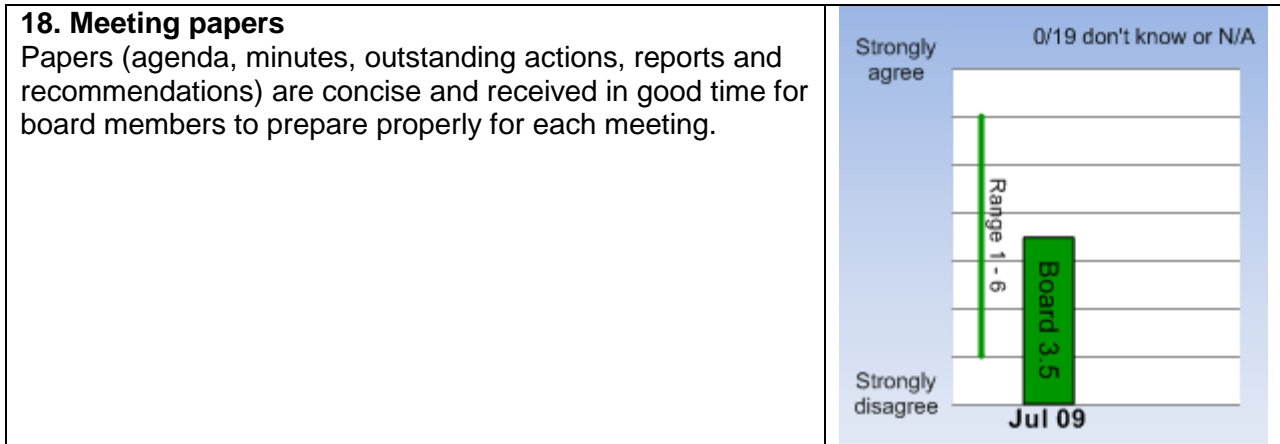 18. Meeting papers
Papers (agenda, minutes, outstanding actions, reports and
recommendations) are concise and received in good time for
board members to prepare properly for each meeting.
0/19 don't know or N/A
Strongly
agree
Range 1 - 6
Board 3.5
Strongly
disagree
Jul 09